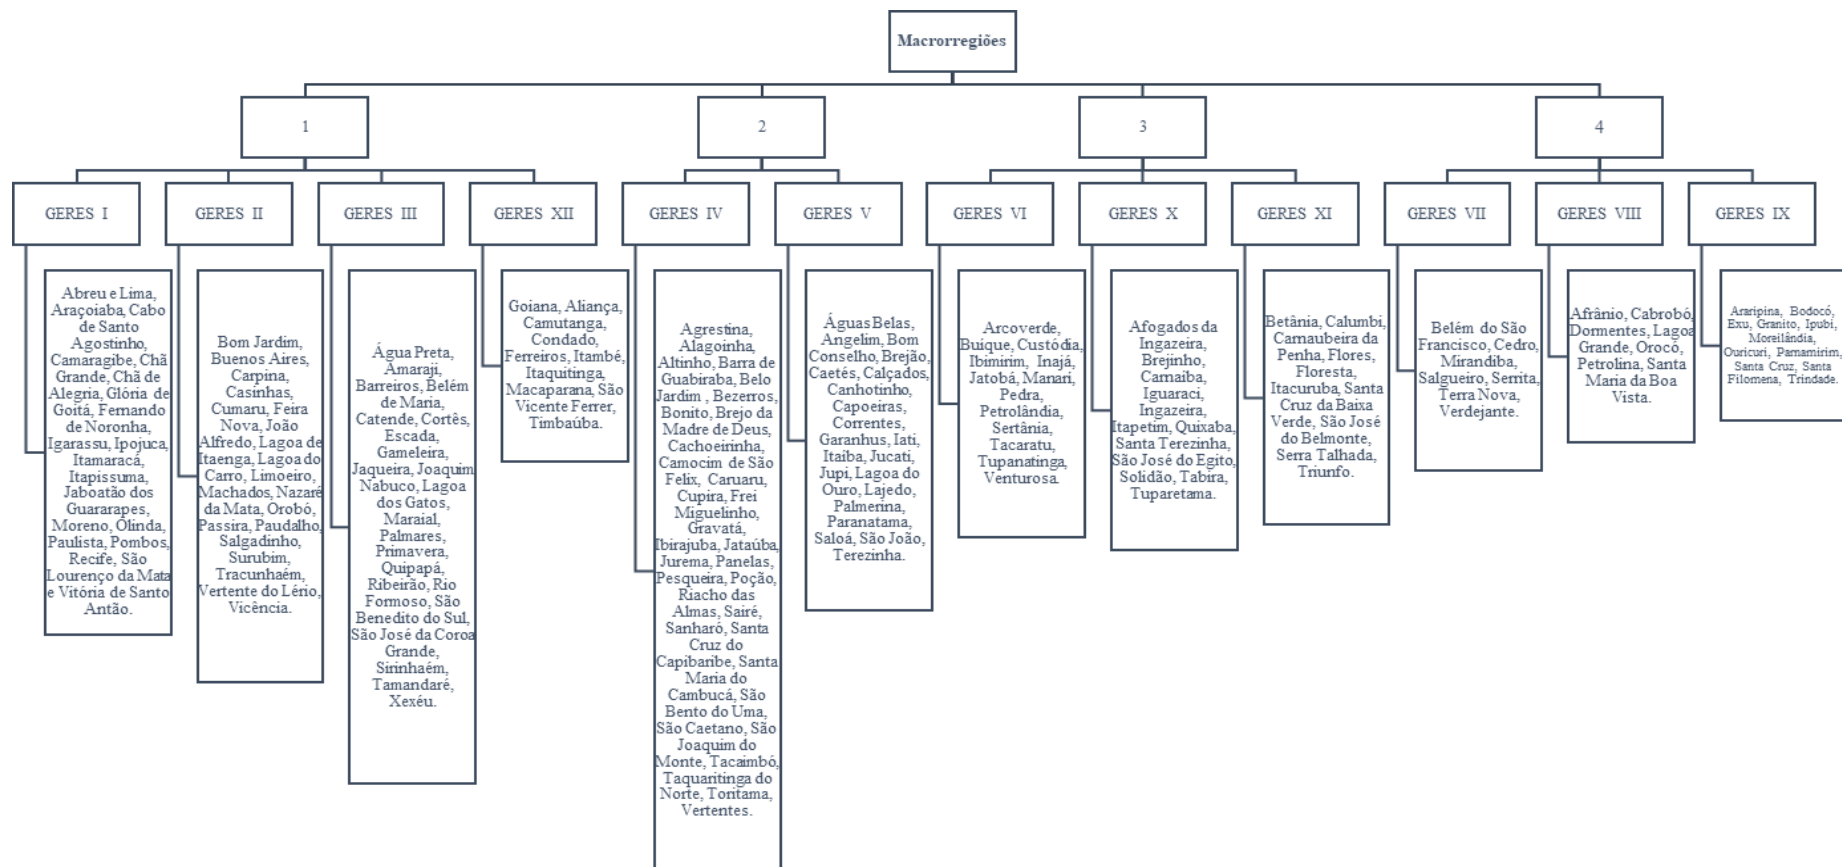 Macrorregiões
1
2
3
4
GERES I
GERES II
GERES III
GERES XII
GERES IV
GERES V
GERES VI
GERES X
GERES XI
GERES VII
GERES VIII
GERES IX
Abreu e Lima,
Araçoiaba, Cabo
de Santo
Agostinho,
Camaragibe, Chã
Grande, Chã de
Alegria, Glória de
Goitá, Fernando
de Noronha,
Igarassu, Ipojuca,
Itamaracá,
Itapissuma,
Jaboatão dos
Guararapes,
Moreno, Olinda,
Paulista, Pombos,
Recife, São
Lourenço da Mata
e Vitória de Santo
Antão.
Bom Jardim,
Buenos Aires,
Carpina,
Casinhas,
Cumaru, Feira
Nova, João
Alfredo, Lagoa de
Itaenga, Lagoa do
Carro, Limoeiro,
Machados, Nazaré
da Mata, Orobó,
Passira, Paudalho,
Salgadinho,
Surubim,
Tracunhaém,
Vertente do Lério,
Vicência.
Água Preta,
Amaraji,
Barreiros, Belém
de Maria,
Catende, Cortês,
Escada,
Gameleira,
Jaqueira, Joaquim
Nabuco, Lagoa
dos Gatos,
Maraial,
Palmares,
Primavera,
Quipapá,
Ribeirão, Rio
Formoso, São
Benedito do Sul,
São José da Coroa
Grande,
Sirinhaém,
Tamandaré,
Xexéu.
Goiana, Aliança,
Camutanga,
Condado,
Ferreiros, Itambé,
Itaquitinga,
Macaparana, São
Vicente Ferrer,
Timbaúba.
Agrestina,
Alagoinha,
Altinho, Barra de
Guabiraba, Belo
Jardim , Bezerros,
Bonito, Brejo da
Madre de Deus,
Cachoeirinha,
Camocim de São
Felix, Caruaru,
Cupira, Frei
Miguelinho,
Gravatá,
Ibirajuba, Jataúba,
Jurema, Panelas,
Pesqueira, Poção,
Riacho das
Almas, Sairé,
Sanharó, Santa
Cruz do
Capibaribe, Santa
Maria do
Cambucá, São
Bento do Uma,
São Caetano, São
Joaquim do
Monte, Tacaimbó,
Taquaritinga do
Norte, Toritama,
Vertentes.
Águas Belas,
Angelim, Bom
Conselho, Brejão,
Caetés, Calçados,
Canhotinho,
Capoeiras,
Correntes,
Garanhus, Iati,
Itaiba, Jucati,
Jupi, Lagoa do
Ouro, Lajedo,
Palmerina,
Paranatama,
Saloá, São João,
Terezinha.
Arcoverde,
Buique, Custódia,
Ibimirim, Inajá,
Jatobá, Manari,
Pedra,
Petrolândia,
Sertânia,
Tacaratu,
Tupanatinga,
Venturosa.
Afogados da
Ingazeira,
Brejinho,
Carnaiba,
Iguaraci,
Ingazeira,
Itapetim, Quixaba,
Santa Terezinha,
São José do Egito,
Solidão, Tabira,
Tuparetama.
Betânia, Calumbi,
Carnaubeira da
Penha, Flores,
Floresta,
Itacuruba, Santa
Cruz da Baixa
Verde, São José
do Belmonte,
Serra Talhada,
Triunfo.
Belém do São
Francisco, Cedro,
Mirandiba,
Salgueiro, Serrita,
Terra Nova,
Verdejante.
Afrânio, Cabrobó,
Dormentes, Lagoa
Grande, Orocó,
Petrolina, Santa
Maria da Boa
Vista.
Araripina, Bodocó,
Exu, Granito, Ipubi,
Moreilândia,
Ouricuri, Parnamirim,
Santa Cruz, Santa
Filomena, Trindade.